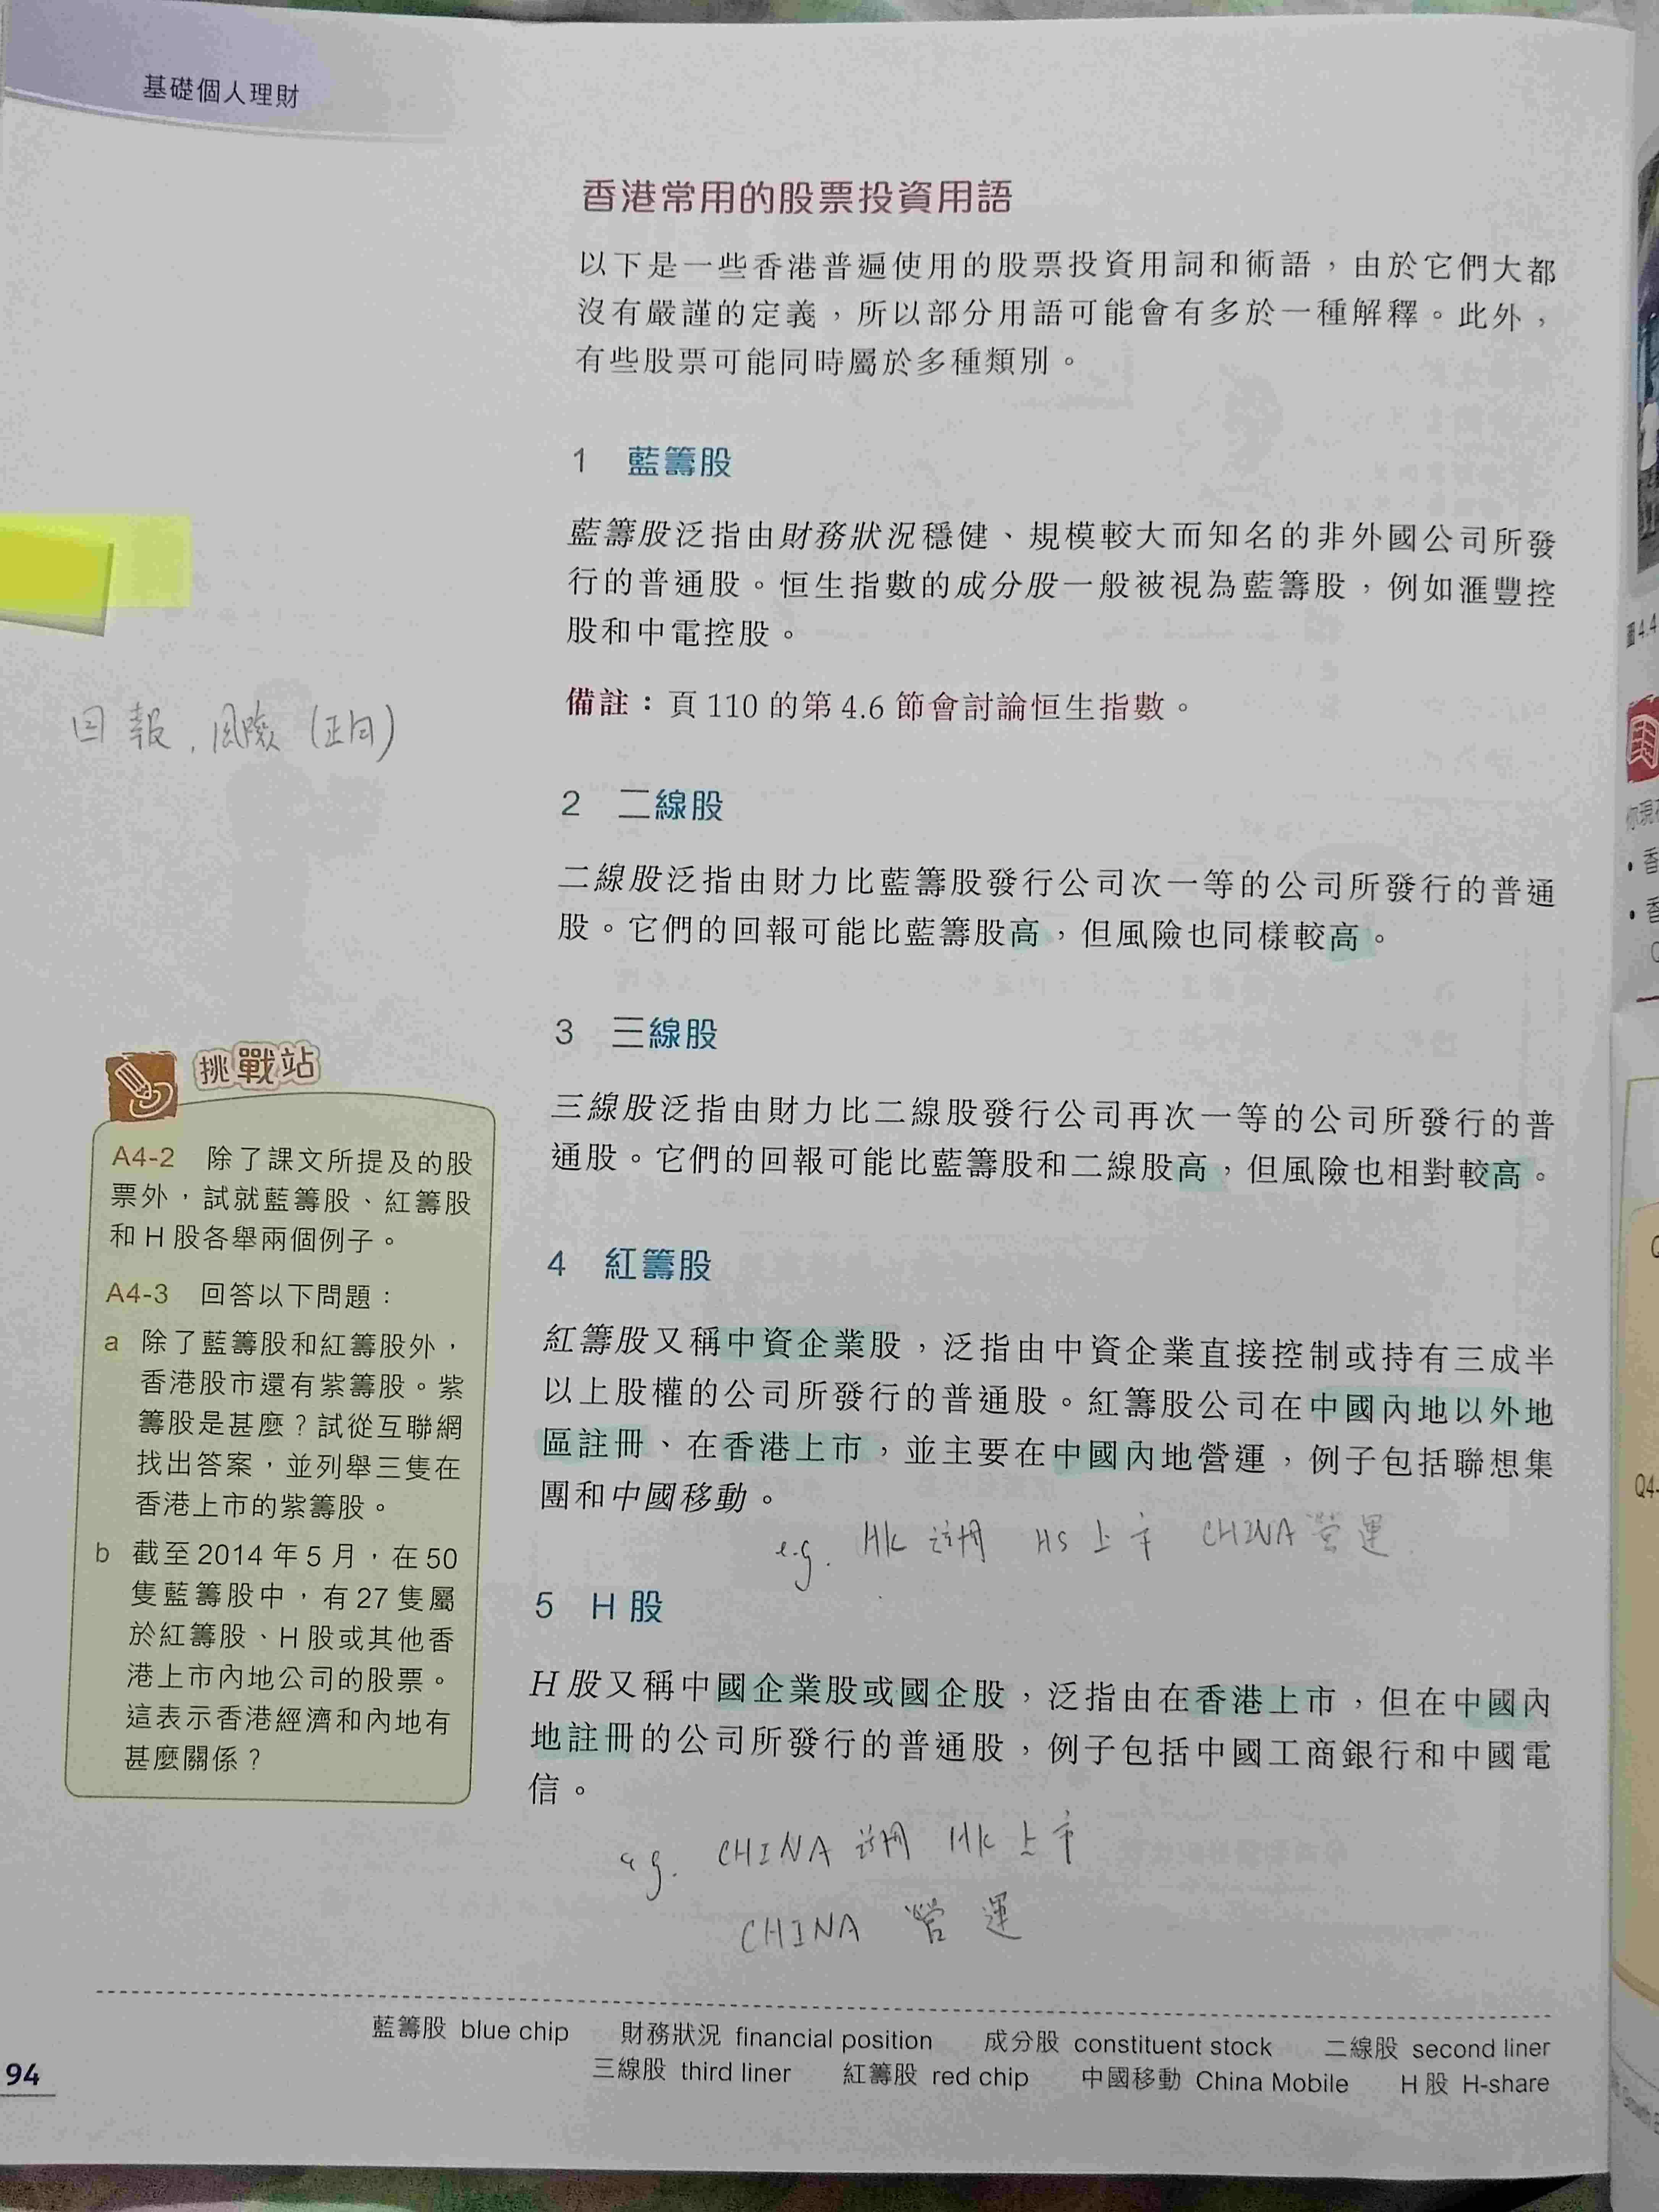 基礎個人理財
香港常用的股票投資用語
以下是一些香港普遍使用的股票投資用詞和術語，由於它們大都
沒有嚴謹的定義，所以部分用語可能會有多於一種解釋。此外，
有些股票可能同時屬於多種類別。
1 藍籌股
藍籌股泛指由財務狀況穩健、規模較大而知名的非外國公司所發
行的普通股。恒生指數的成分股一般被視為藍籌股，例如滙豐控
股和中電控股。
備註：頁 110 的第 4.6 節會討論恒生指數。
回報，風險（正向）
2 二線股
二線股泛指由財力比藍籌股發行公司次一等的公司所發行的普通
股。它們的回報可能比藍籌股高，但風險也同樣較高。
3 三線股
三線股泛指由財力比二線股發行公司再次一等的公司所發行的普
通股。它們的回報可能比藍籌股和二線股高，但風險也相對較高。
4 紅籌股
紅籌股又稱中資企業股，泛指由中資企業直接控制或持有三成半
以上股權的公司所發行的普通股。紅籌股公司在中國內地以外地
區註冊、在香港上市，並主要在中國內地營運，例子包括聯想集
團和中國移動。
e.g. HK 註冊 HS 上市 CHINA 營運
5 H 股
H 股又稱中國企業股或國企股，泛指由在香港上市，但在中國內
地註冊的公司所發行的普通股，例子包括中國工商銀行和中國電
信。
e.g. CHINA 註冊 HK 上市
CHINA 營運
挑戰站
A4-2 除了課文所提及的股
票外，試就藍籌股、紅籌股
和 H 股各舉兩個例子。
A4-3 回答以下問題：
a 除了藍籌股和紅籌股外，
香港股市還有紫籌股。紫
籌股是甚麼？試從互聯網
找出答案，並列舉三隻在
香港上市的紫籌股。
b 截至 2014 年 5 月，在 50
隻藍籌股中，有 27 隻屬
於紅籌股、H 股或其他香
港上市內地公司的股票。
這表示香港經濟和內地有
甚麼關係？
藍籌股 blue chip 財務狀況 financial position 成分股 constituent stock 二線股 second liner
三線股 third liner 紅籌股 red chip 中國移動 China Mobile H 股 H-share
94
圖 4.4
你現
• 香
• 香
Q4-